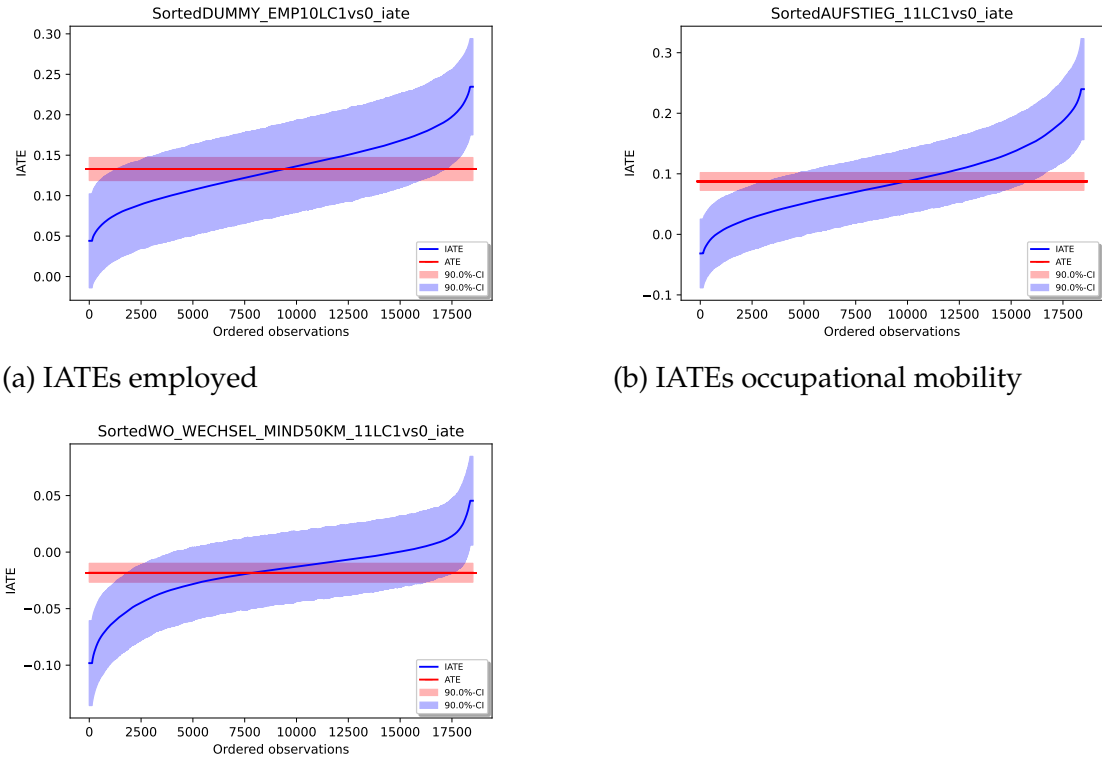 SortedDUMMY_EMP10LC1vs0_iate
0.30
0.25
0.20
0.15
0.10
0.05
0.00
IATE
0 2500 5000 7500 10000 12500 15000 17500
Ordered observations
IATE
ATE
90.0%-CI
90.0%-CI
(a) IATEs employed
SortedAUFSTIEG_11LC1vs0_iate
0.3
0.2
0.1
0.0
−0.1
IATE
0 2500 5000 7500 10000 12500 15000 17500
Ordered observations
IATE
ATE
90.0%-CI
90.0%-CI
(b) IATEs occupational mobility
SortedWO_WECHSEL_MIND50KM_11LC1vs0_iate
0.05
0.00
−0.05
−0.10
IATE
0 2500 5000 7500 10000 12500 15000 17500
Ordered observations
IATE
ATE
90.0%-CI
90.0%-CI